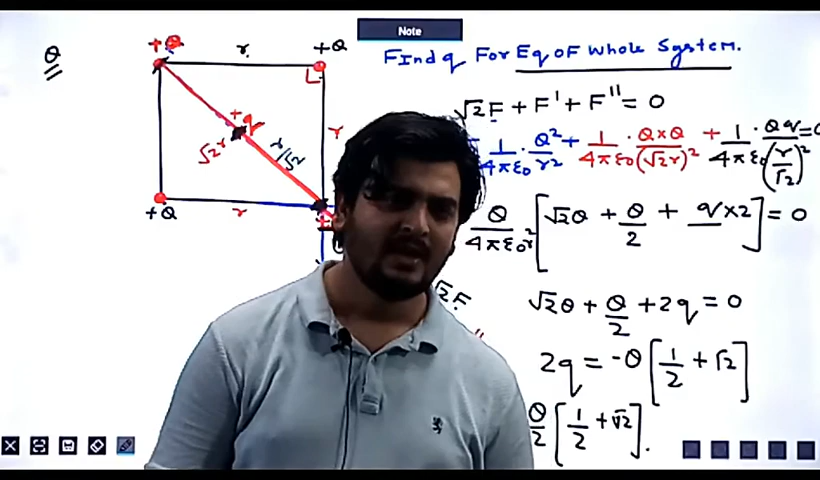 Note
Find q For Eq OF Whole System.
θ
+Q
r
+Q
√2F + F' + F'' = 0
r
+q
√2r
r/√2
1/4πε₀ · Q²/r² + 1/4πε₀ · Q×Q/(√2r)² + 1/4πε₀ · Qq/(r/√2)² = 0
+Q
r
Q/4πε₀r² [√2Q + Q/2 + q×2] = 0
√2F
√2Q + Q/2 + 2q = 0
2q = -Q [1/2 + √2]
Q/2 [1/2 + √2].